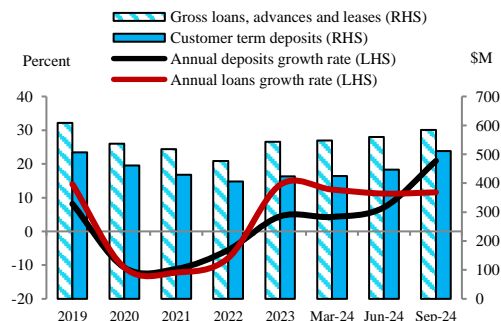 Gross loans, advances and leases (RHS)
Customer term deposits (RHS)
Annual deposits growth rate (LHS)
Annual loans growth rate (LHS)
Percent
$M
40
30
20
10
0
-10
-20
700
600
500
400
300
200
100
0
2019 2020 2021 2022 2023 Mar-24 Jun-24 Sep-24